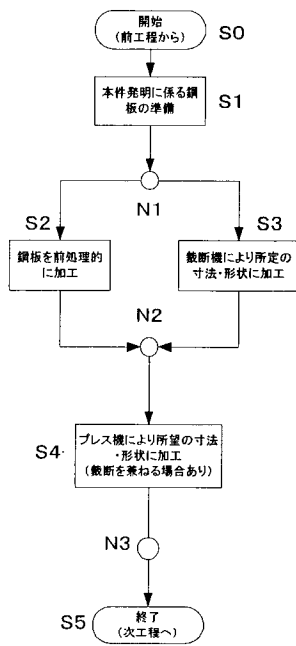 開始
(前工程から)
S0
本件発明に係る鋼
板の準備
S1
N1
S2
S3
鋼板を前処理的
に加工
截断機により所定の
寸法・形状に加工
N2
S4
プレス機により所望の寸法
・形状に加工
(截断を兼ねる場合あり)
N3
S5
終了
(次工程へ)